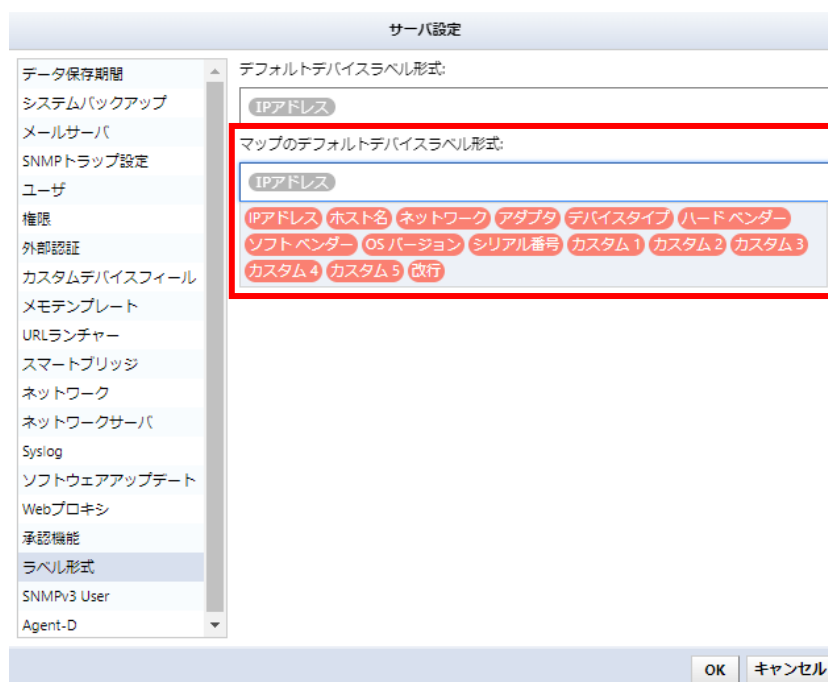 サーバ設定
データ保存期間
システムバックアップ
メールサーバ
SNMPトラップ設定
ユーザ
権限
外部認証
カスタムデバイスフィール
メモテンプレート
URLランチャー
スマートブリッジ
ネットワーク
ネットワークサーバ
Syslog
ソフトウェアアップデート
Webプロキシ
承認機能
ラベル形式
SNMPv3 User
Agent-D
デフォルトデバイスラベル形式:
IPアドレス
マップのデフォルトデバイスラベル形式:
IPアドレス
IPアドレス ホスト名 ネットワーク アダプタ デバイスタイプ ハード ベンダー
ソフト ベンダー OS バージョン シリアル番号 カスタム 1 カスタム 2 カスタム 3
カスタム 4 カスタム 5 改行
OK キャンセル